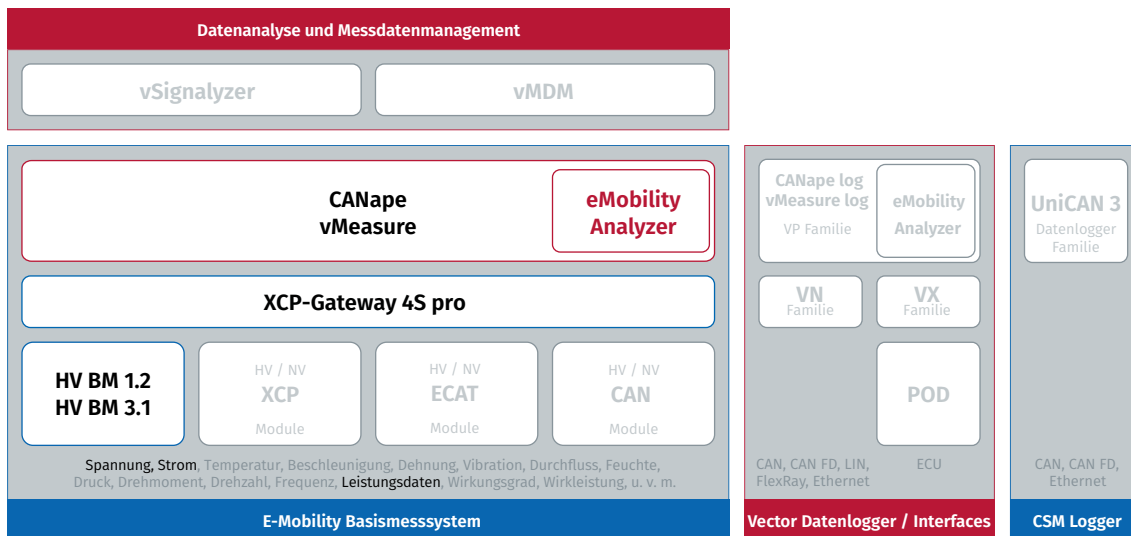 Datenanalyse und Messdatenmanagement
vSignalyzer
vMDM
CANape
vMeasure
eMobility
Analyzer
XCP-Gateway 4S pro
HV BM 1.2
HV BM 3.1
HV / NV
XCP
Module
HV / NV
ECAT
Module
HV / NV
CAN
Module
Spannung, Strom, Temperatur, Beschleunigung, Dehnung, Vibration, Durchfluss, Feuchte,
Druck, Drehmoment, Drehzahl, Frequenz, Leistungsdaten, Wirkungsgrad, Wirkleistung, u. v. m.
E-Mobility Basismesssystem
CANape log
vMeasure log
VP Familie
eMobility
Analyzer
VN
Familie
VX
Familie
POD
CAN, CAN FD, LIN,
FlexRay, Ethernet
ECU
Vector Datenlogger / Interfaces
UniCAN 3
Datenlogger
Familie
CAN, CAN FD,
Ethernet
CSM Logger